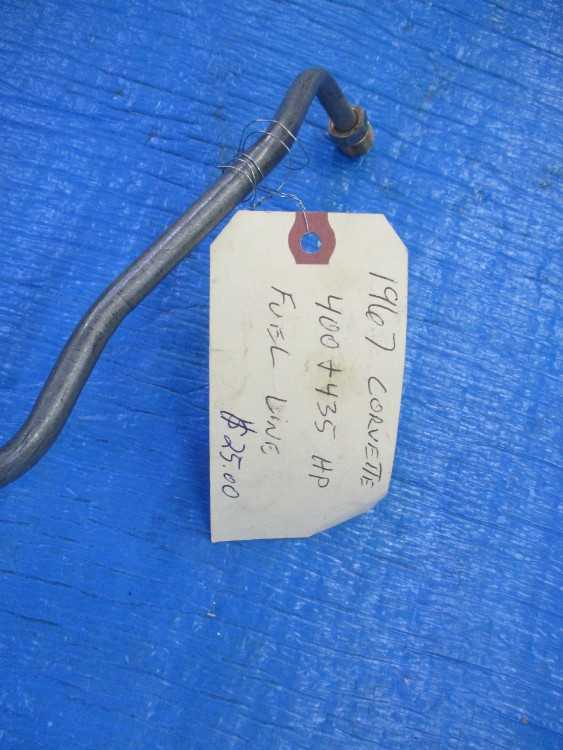 1967 CORVETTE
400 + 435 HP
FUEL LINE
$25.00